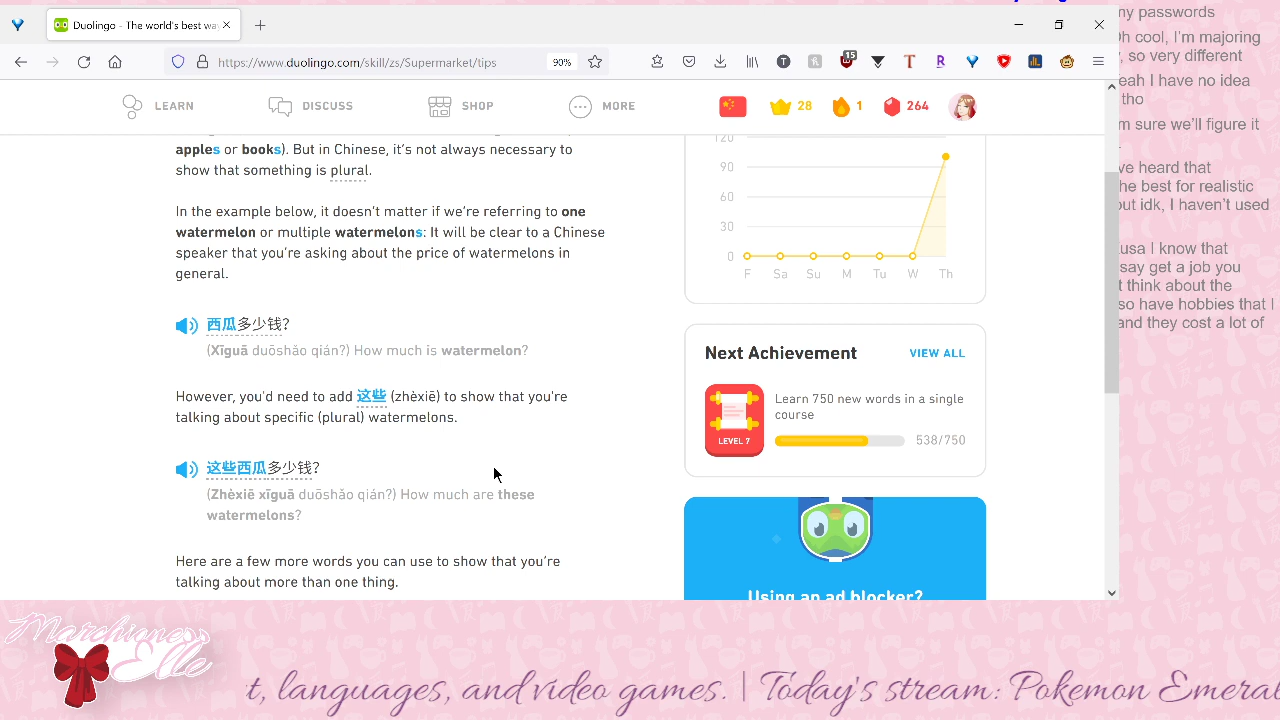 Duolingo - The world's best wa
https://www.duolingo.com/skill/zs/Supermarket/tips
90%
15
LEARN
DISCUSS
SHOP
MORE
28
1
264
apples or books). But in Chinese, it's not always necessary to
show that something is plural.
In the example below, it doesn't matter if we're referring to one
watermelon or multiple watermelons: It will be clear to a Chinese
speaker that you're asking about the price of watermelons in
general.
西瓜多少钱?
(Xīguā duōshǎo qián?) How much is watermelon?
However, you'd need to add 这些 (zhèxiē) to show that you're
talking about specific (plural) watermelons.
这些西瓜多少钱?
(Zhèxiē xīguā duōshǎo qián?) How much are these
watermelons?
Here are a few more words you can use to show that you're
talking about more than one thing.
120
90
60
30
0
F Sa Su M Tu W Th
Next Achievement
VIEW ALL
LEVEL 7
Learn 750 new words in a single
course
538/750
Using an ad blocker?
my passwords
Oh cool, I'm majoring
, so very different
eah I have no idea
tho
m sure we'll figure it
ve heard that
he best for realistic
out idk, I haven't used
usa I know that
say get a job you
t think about the
so have hobbies that I
and they cost a lot of
Marchioness
Elle
t, languages, and video games. | Today's stream: Pokemon Emeral